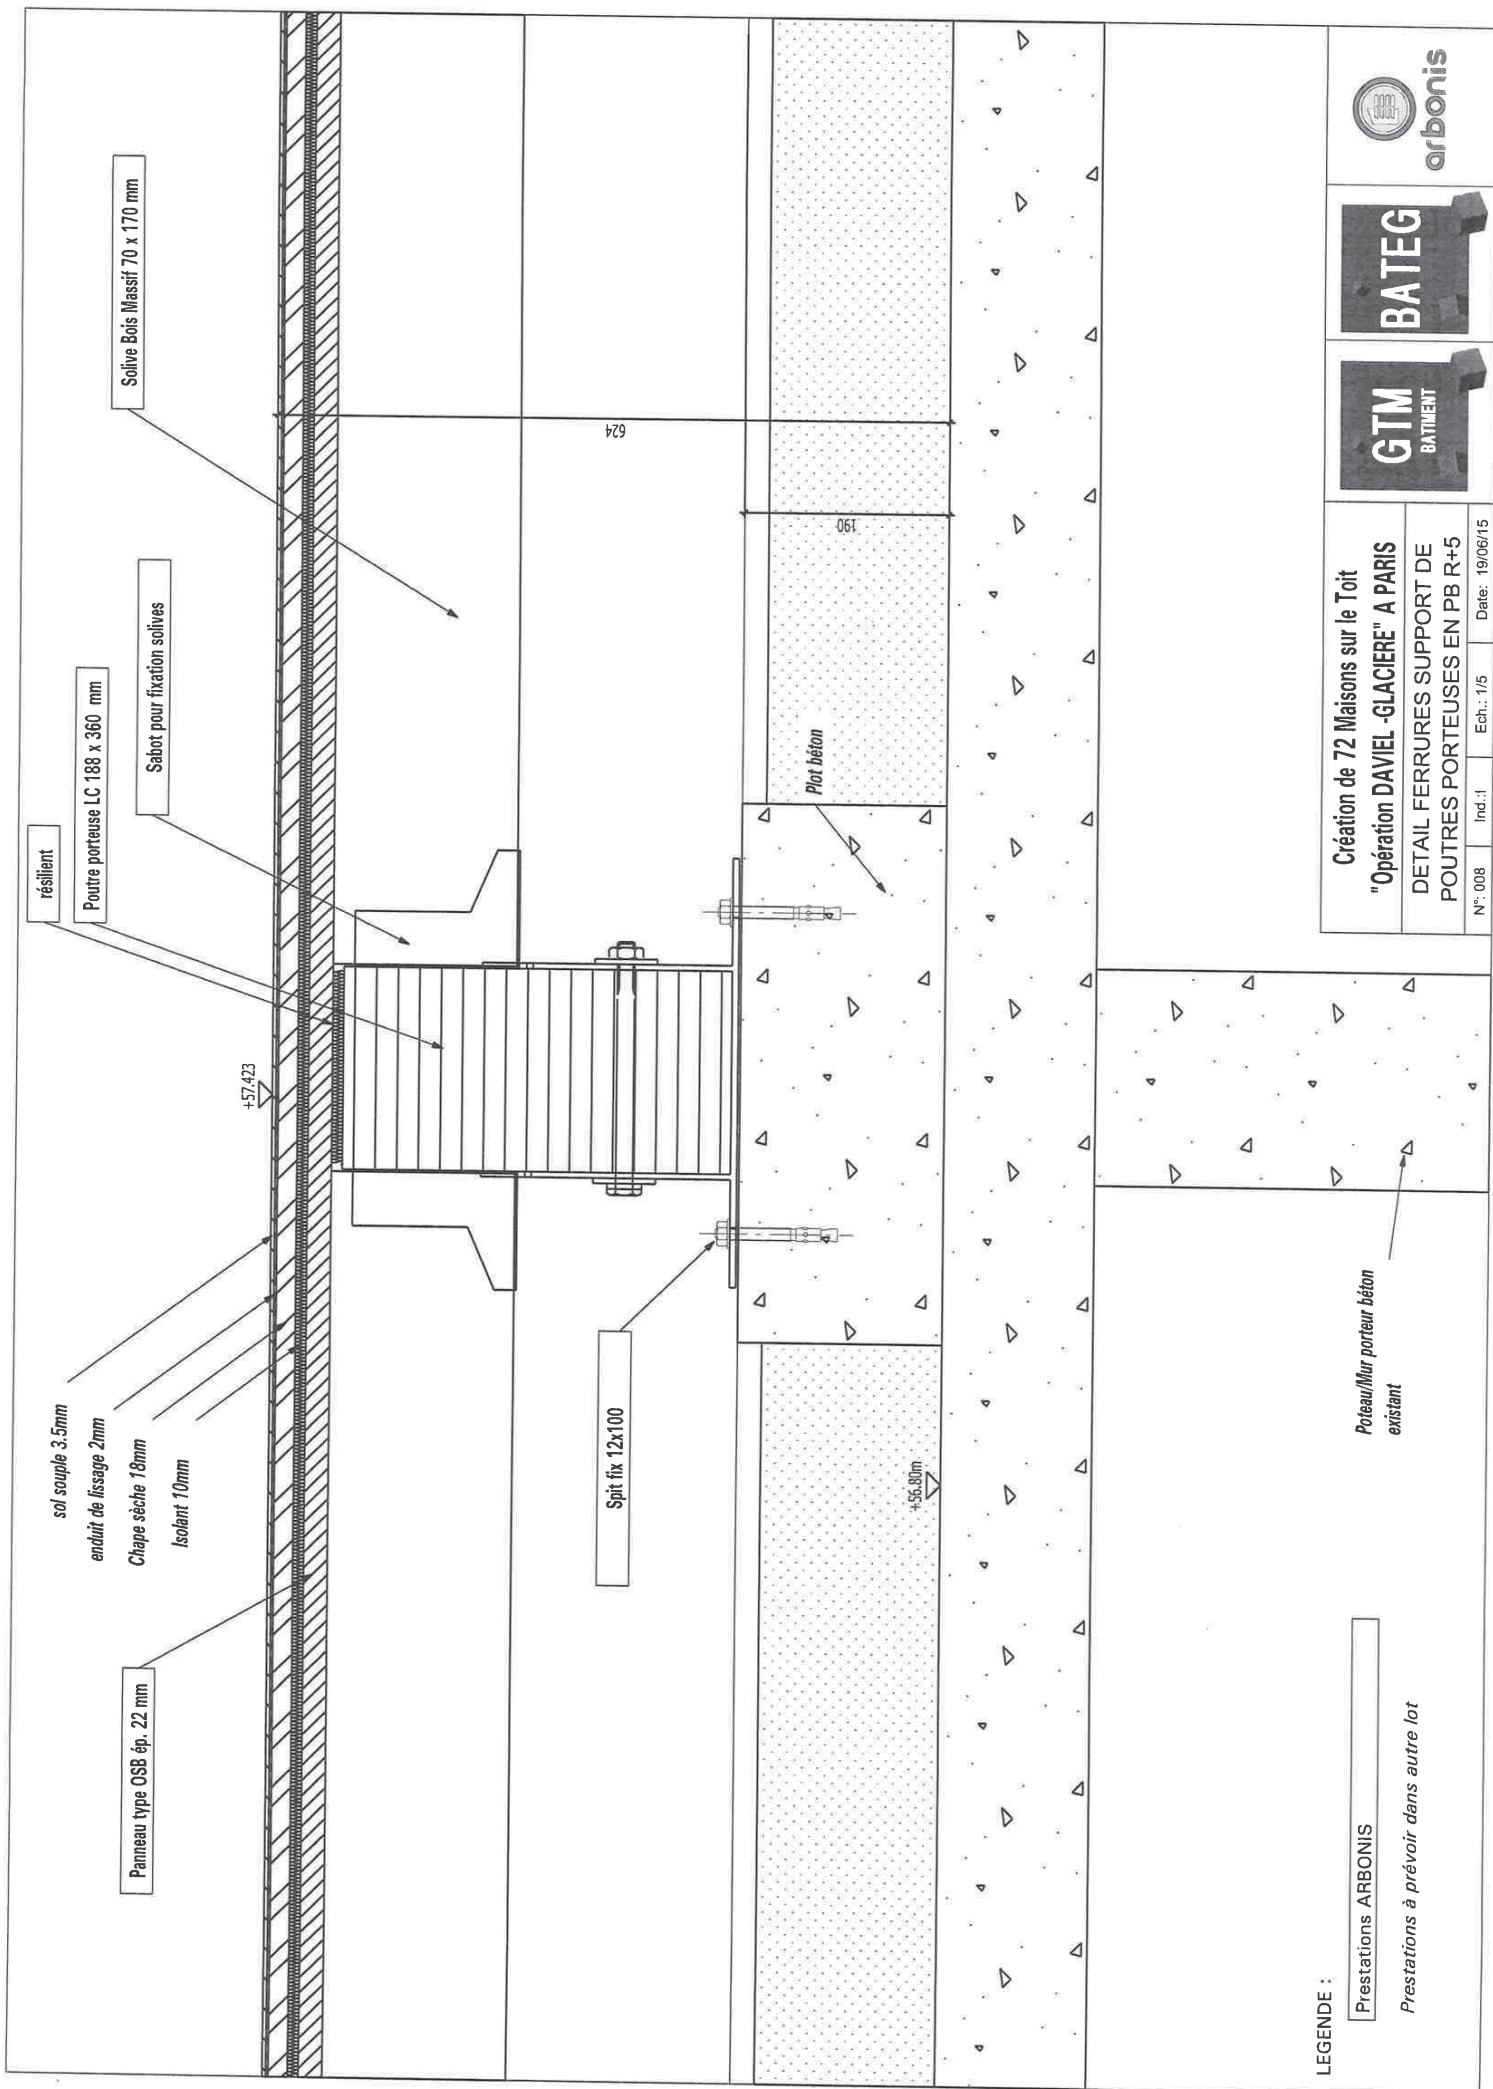 sol souple 3.5mm
enduit de lissage 2mm
Chape sèche 18mm
Isolant 10mm
Panneau type OSB ép. 22 mm
+57.423
résilient
Poutre porteuse LC 188 x 360 mm
Sabot pour fixation solives
Solive Bois Massif 70 x 170 mm
624
190
Spit fix 12x100
Plot béton
+56.80m
Poteau/Mur porteur béton
existant
LEGENDE :
Prestations ARBONIS
Prestations à prévoir dans autre lot
Création de 72 Maisons sur le Toit
"Opération DAVIEL -GLACIERE" A PARIS
DETAIL FERRURES SUPPORT DE
POUTRES PORTEUSES EN PB R+5
N°: 008 Ind.:I Ech.: 1/5 Date: 19/06/15
GTM
BATIMENT
BATEG
arbonis